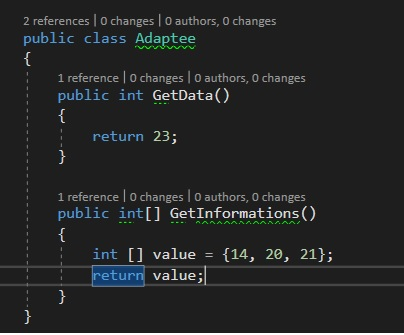 2 references | 0 changes | 0 authors, 0 changes
public class Adaptee
{
1 reference | 0 changes | 0 authors, 0 changes
public int GetData()
{
return 23;
}
1 reference | 0 changes | 0 authors, 0 changes
public int[] GetInformations()
{
int [] value = {14, 20, 21};
return value;
}
}